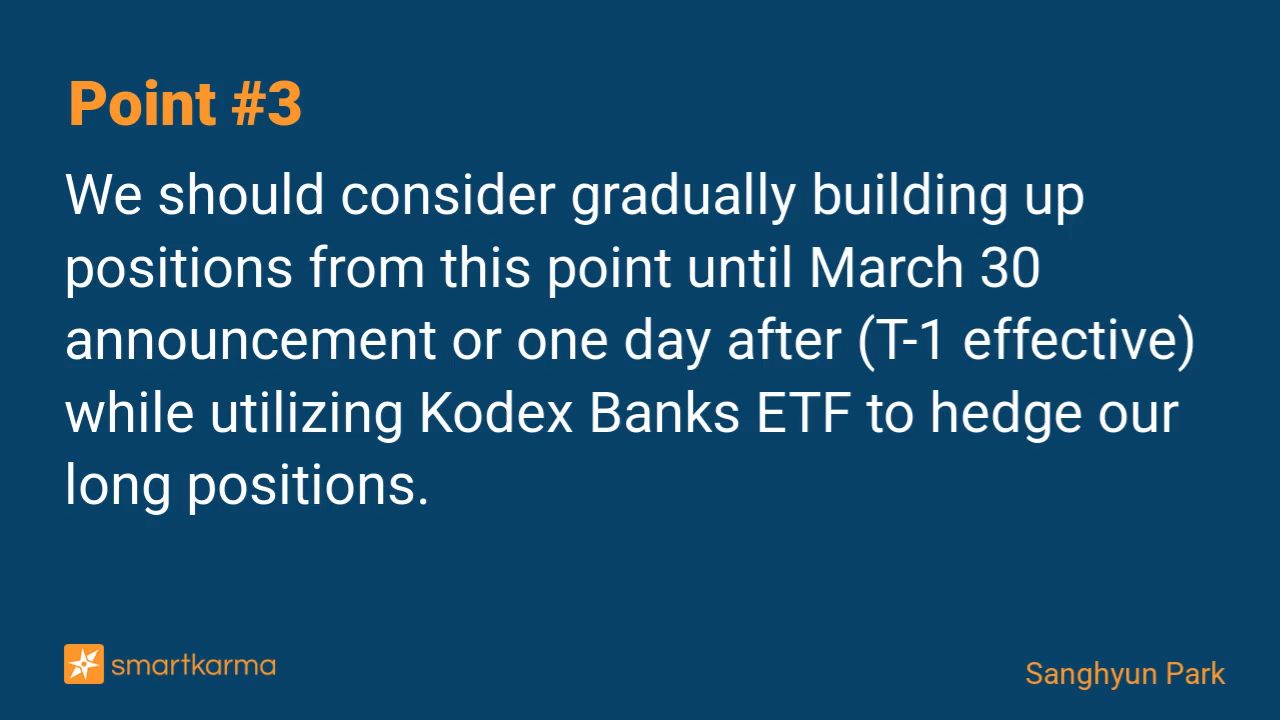 Point #3
We should consider gradually building up
positions from this point until March 30
announcement or one day after (T-1 effective)
while utilizing Kodex Banks ETF to hedge our
long positions.
smartkarma
Sanghyun Park